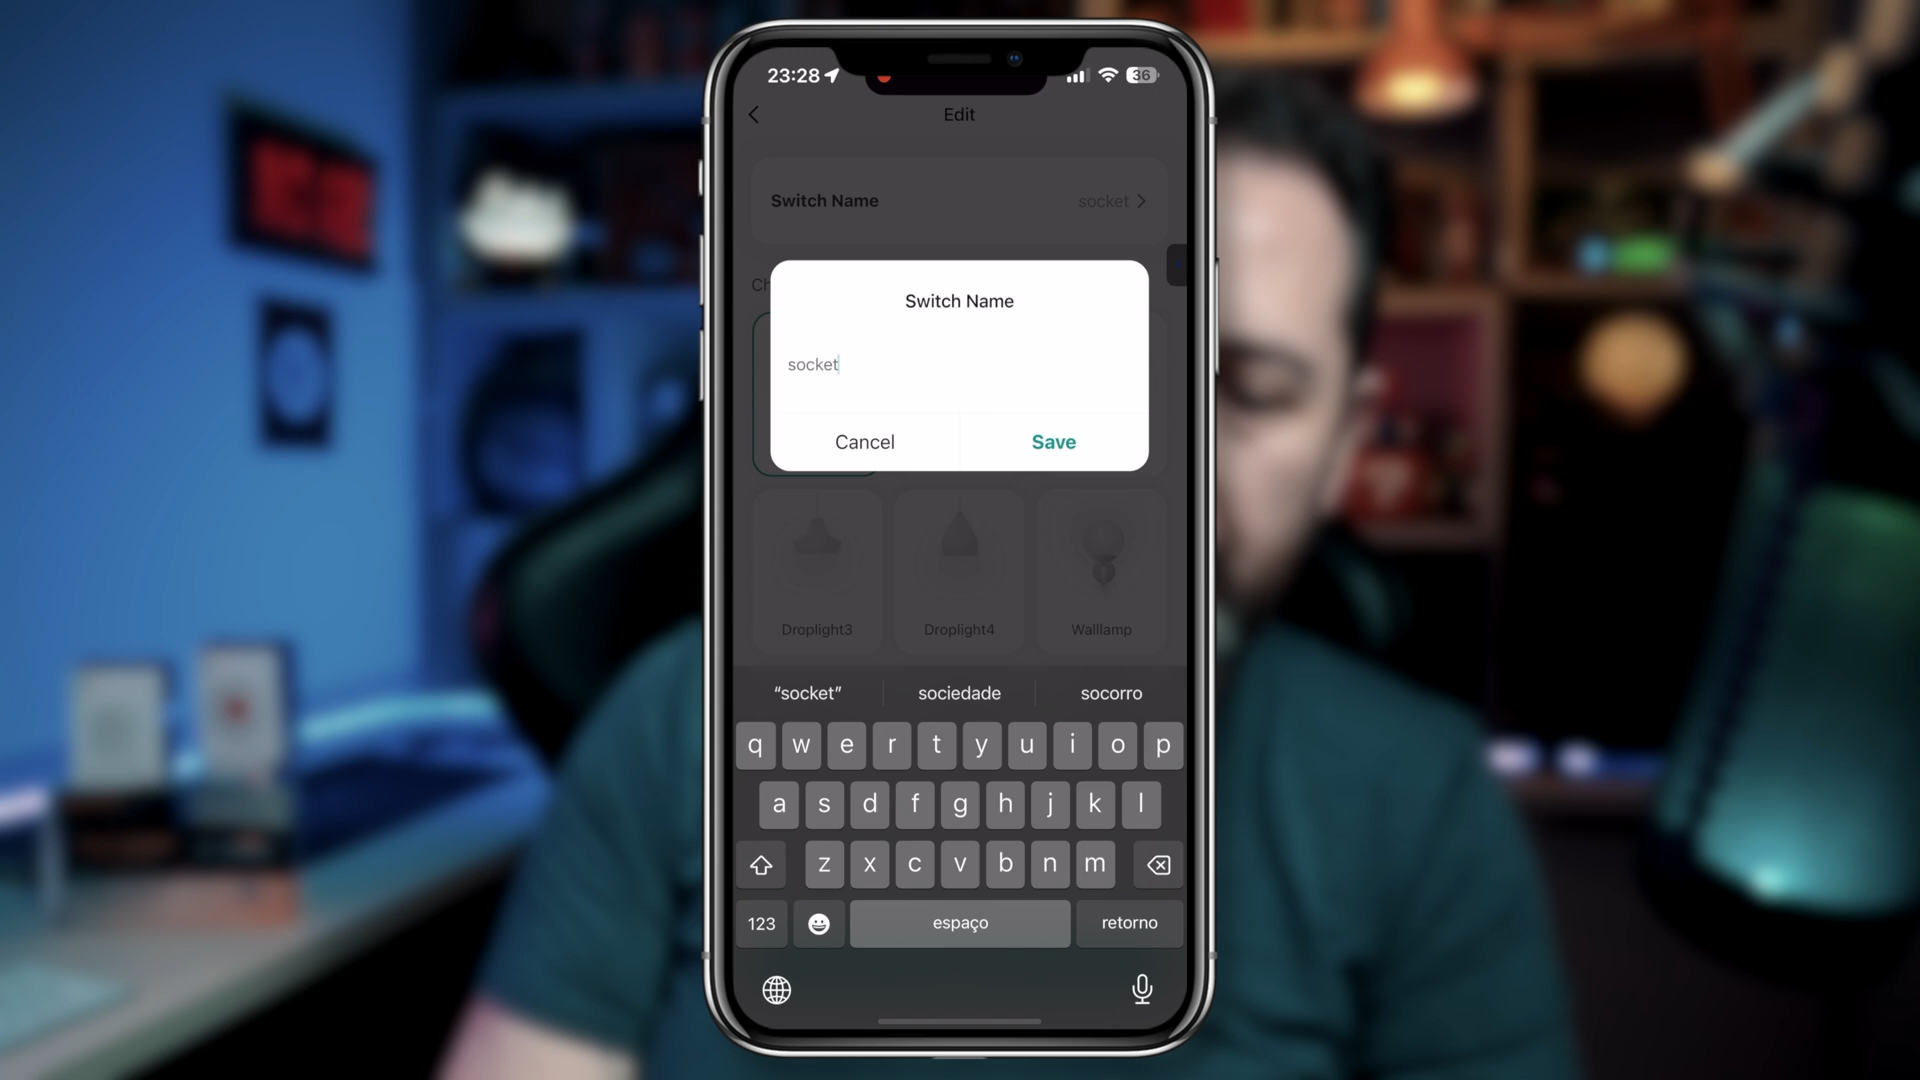 23:28
36
Edit
Switch Name
socket
Ch
Switch Name
socket
Cancel
Save
Droplight3
Droplight4
Walllamp
“socket”
sociedade
socorro
q w e r t y u i o p
a s d f g h j k l
z x c v b n m
123
espaço
retorno